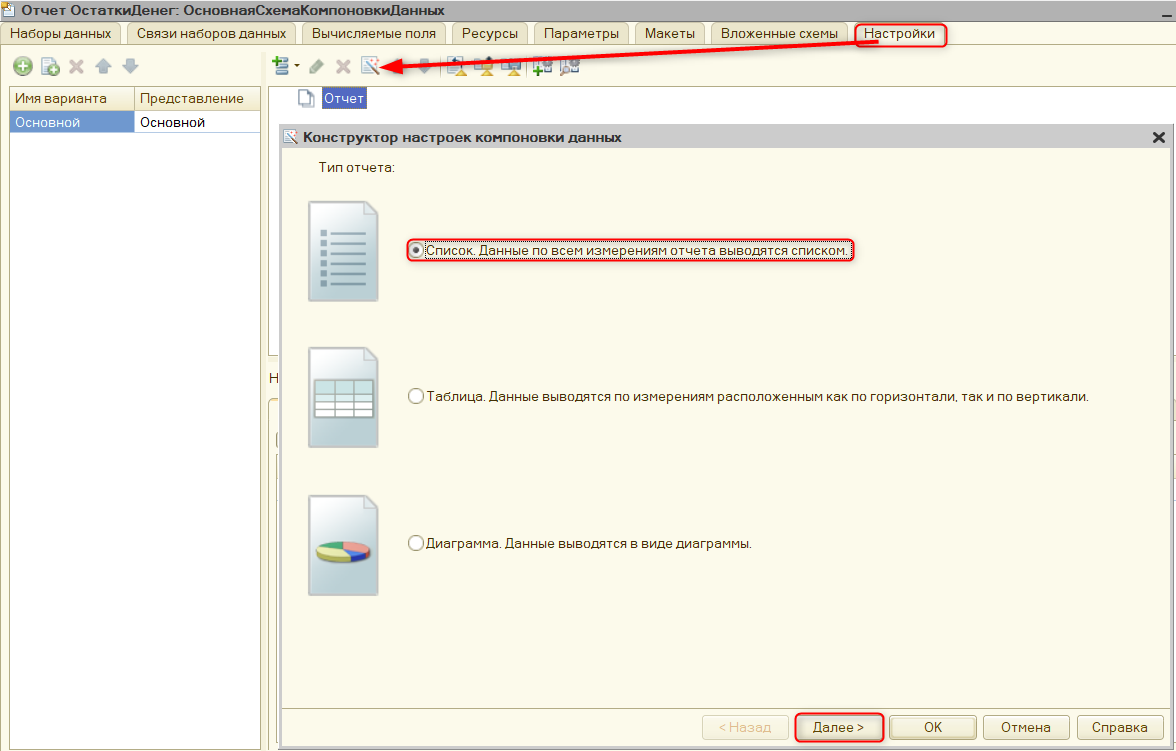 Отчет ОстаткиДенег: ОсновнаяСхемаКомпоновкиДанных
Наборы данных Связи наборов данных Вычисляемые поля Ресурсы Параметры Макеты Вложенные схемы Настройки
Имя варианта Представление
Отчет
Основной Основной
Конструктор настроек компоновки данных
Тип отчета:
Список. Данные по всем измерениям отчета выводятся списком.
Н
Таблица. Данные выводятся по измерениям расположенным как по горизонтали, так и по вертикали.
Диаграмма. Данные выводятся в виде диаграммы.
< Назад Далее > ОК Отмена Справка